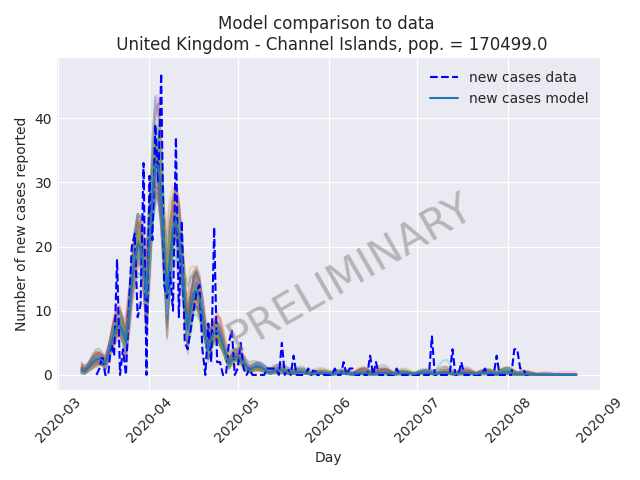 Model comparison to data
United Kingdom - Channel Islands, pop. = 170499.0
new cases data
new cases model
PRELIMINARY
Number of new cases reported
40
30
20
10
0
2020-03
2020-04
2020-05
2020-06
2020-07
2020-08
2020-09
Day